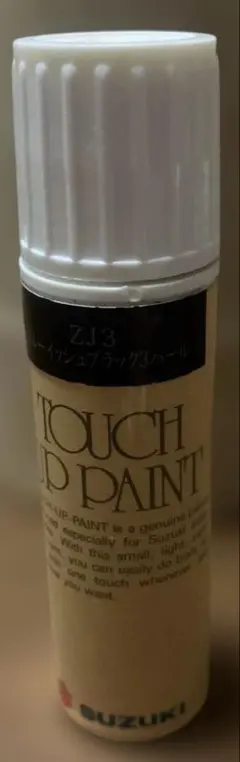 ZJ3
ーイッシュブラック3パール
TOUCH
UP PAINT
UP-PAINT is a genuine
especially for Suzuki
With this small, light,
you can easily do
one touch whenever
you want.
SUZUKI